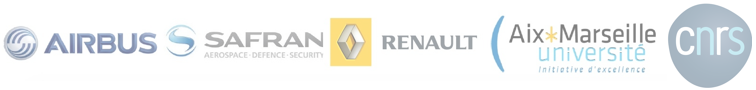 AIRBUS
SAFRAN
AEROSPACE · DEFENCE · SECURITY
RENAULT
Aix*Marseille
université
initiative d'excellence
cnrs